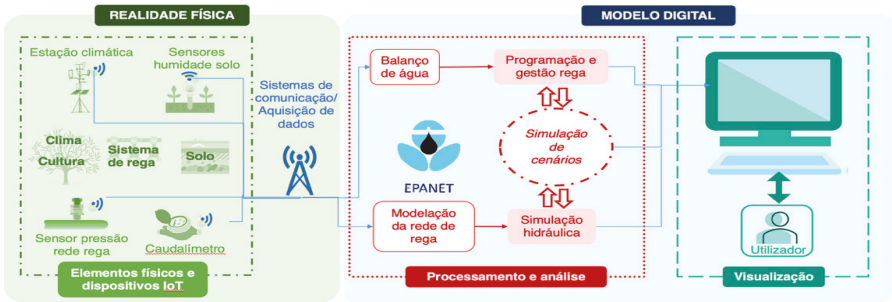 REALIDADE FÍSICA
Estação climática
Sensores
humidade solo
Clima
Cultura
Sistema
de rega
Solo
Sensor pressão
rede rega
Caudalímetro
Elementos físicos e
dispositivos IoT
Sistemas de
comunicação/
Aquisição de
dados
MODELO DIGITAL
Balanço
de água
Programação e
gestão rega
Simulação
de
cenários
EPANET
Modelação
da rede de
rega
Simulação
hidráulica
Processamento e análise
Utilizador
Visualização